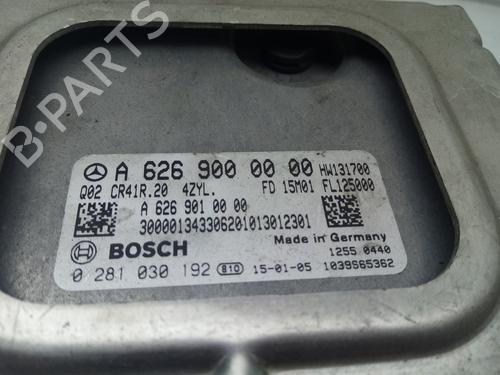 A 626 900 00 00 HW131700
Q02 CR41R.20 4ZYL. FD 15M01 FL125000
A 626 901 00 00
300001343306201013012301
BOSCH Made in Germany
1255 0440
0 281 030 192 B10 15-01-05 1039S65362
B-PARTS